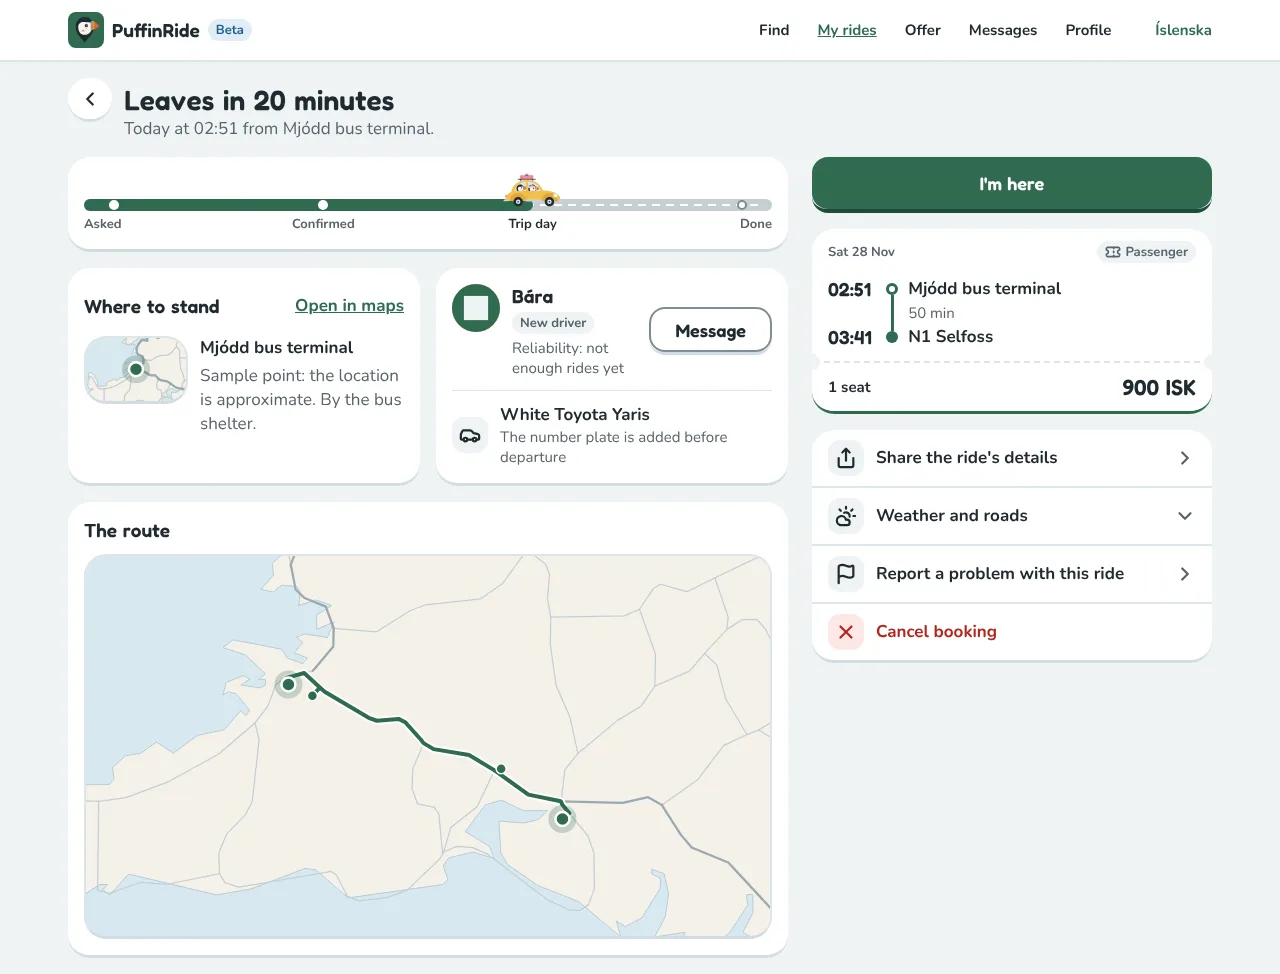 PuffinRide
Beta
Find
My rides
Offer
Messages
Profile
Íslenska
Leaves in 20 minutes
Today at 02:51 from Mjódd bus terminal.
Asked
Confirmed
Trip day
Done
Where to stand
Open in maps
Mjódd bus terminal
Sample point: the location
is approximate. By the bus
shelter.
Bára
New driver
Reliability: not
enough rides yet
Message
White Toyota Yaris
The number plate is added before
departure
The route
I'm here
Sat 28 Nov
Passenger
02:51
Mjódd bus terminal
50 min
03:41
N1 Selfoss
1 seat
900 ISK
Share the ride's details
Weather and roads
Report a problem with this ride
Cancel booking